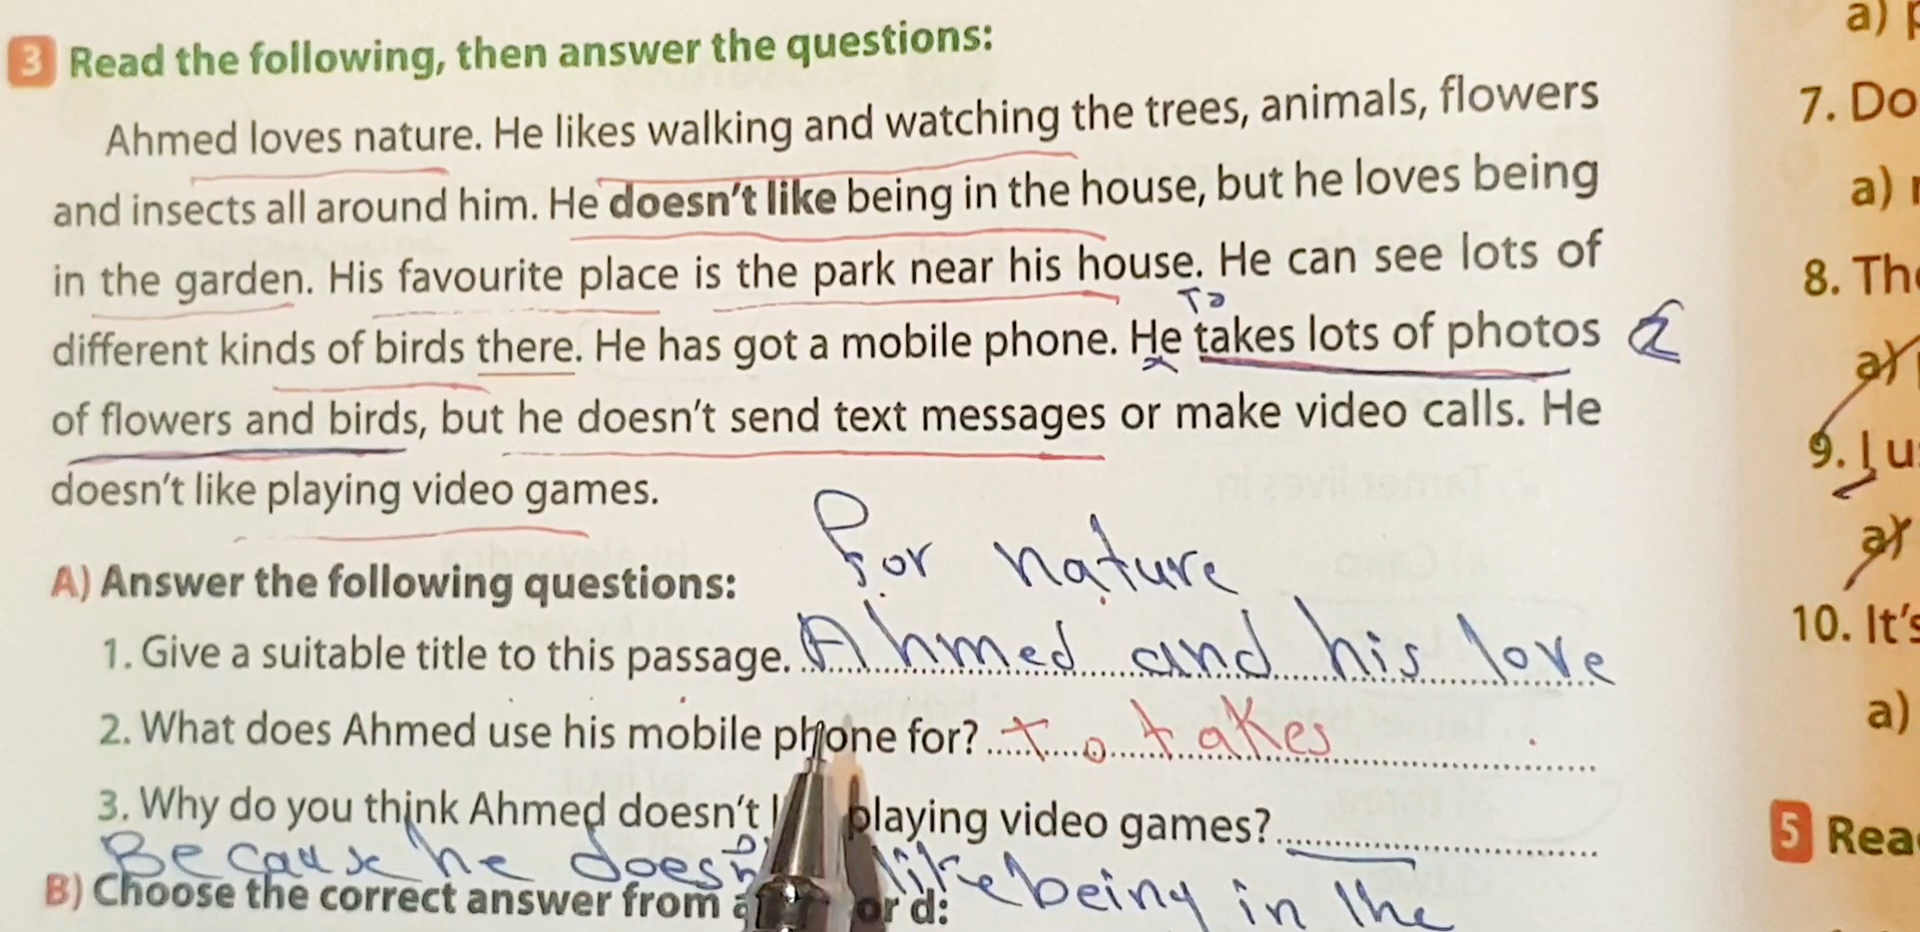 3 Read the following, then answer the questions:
Ahmed loves nature. He likes walking and watching the trees, animals, flowers
and insects all around him. He doesn't like being in the house, but he loves being
in the garden. His favourite place is the park near his house. He can see lots of
To
different kinds of birds there. He has got a mobile phone. He takes lots of photos
of flowers and birds, but he doesn't send text messages or make video calls. He
doesn't like playing video games.
For nature
A) Answer the following questions:
1. Give a suitable title to this passage. Ahmed and his love
2. What does Ahmed use his mobile phone for? To takes
3. Why do you think Ahmed doesn't playing video games?
Because he like being in the
B) Choose the correct answer from or d:
a)
7. Do
a)
8. The
a)
9. I u
a)
10. It's
a)
5 Rea